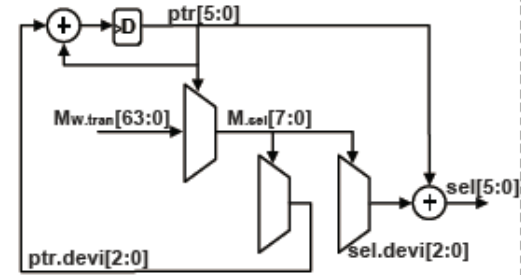 ptr[5:0]
+
D
Mw.tran[63:0]
M.sel[7:0]
sel[5:0]
+
sel.devi[2:0]
ptr.devi[2:0]